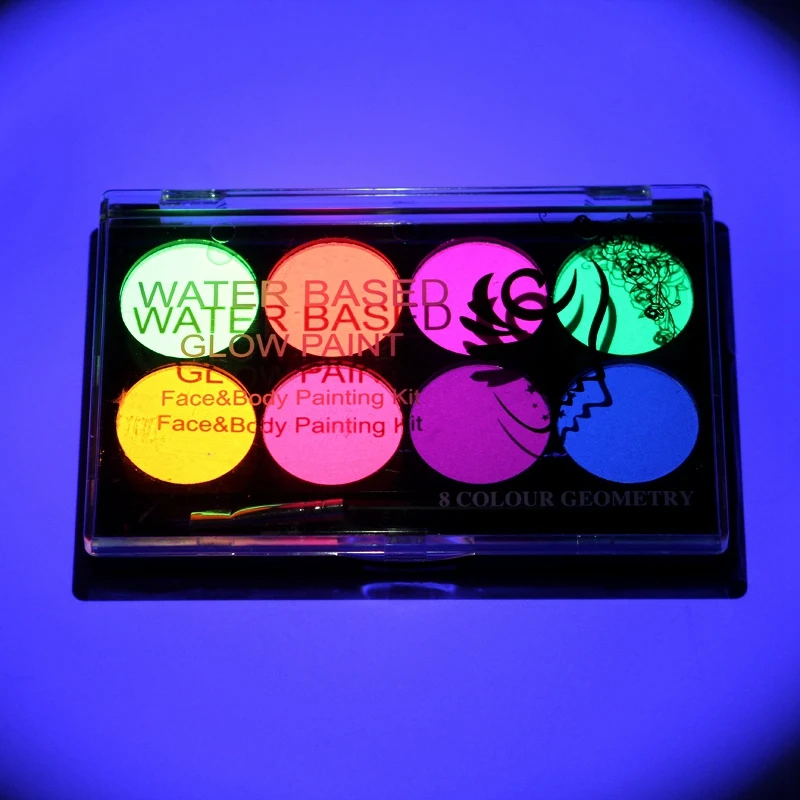 WATER BASED
WATER BASED
GLOW PAINT
GLOW PAINT
Face&Body Painting Kit
Face&Body Painting Kit
8 COLOUR GEOMETRY